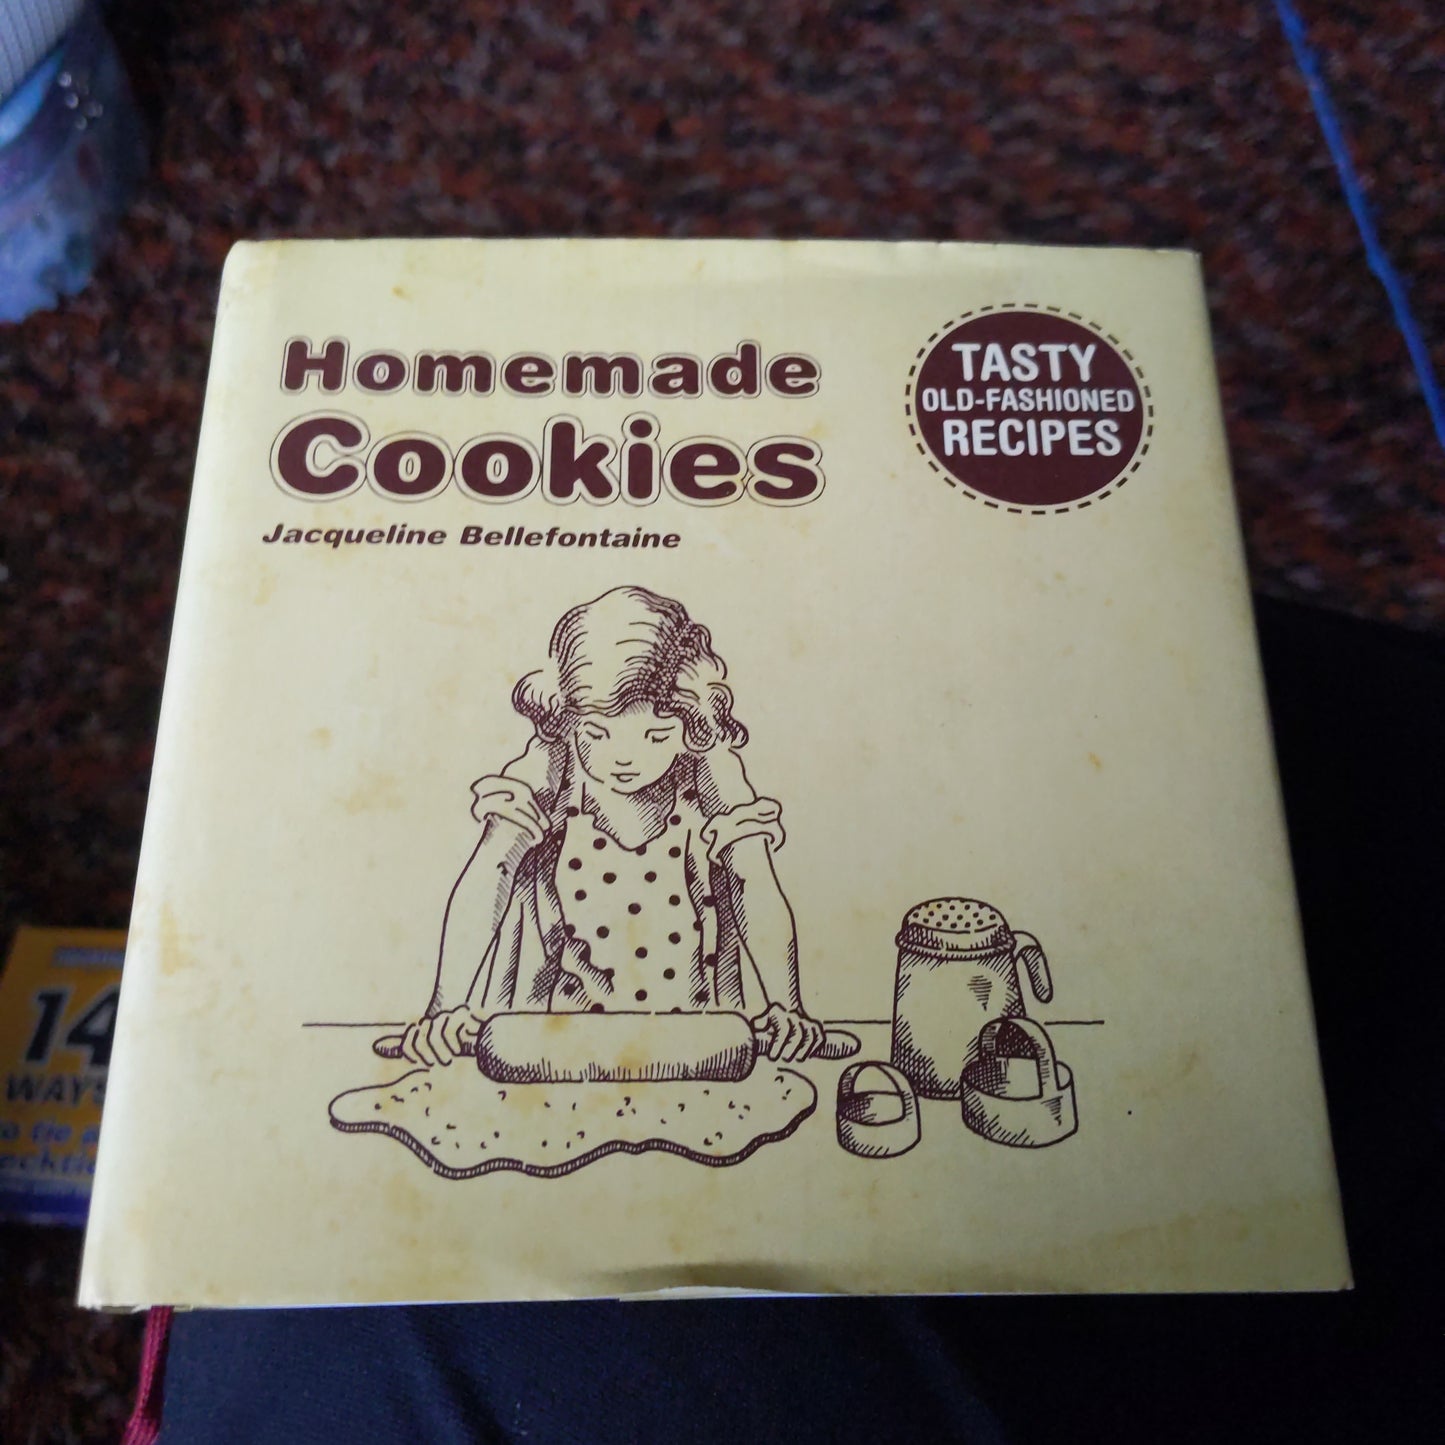 Homemade
Cookies
Jacqueline Bellefontaine
TASTY
OLD-FASHIONED
RECIPES
14
WAYS